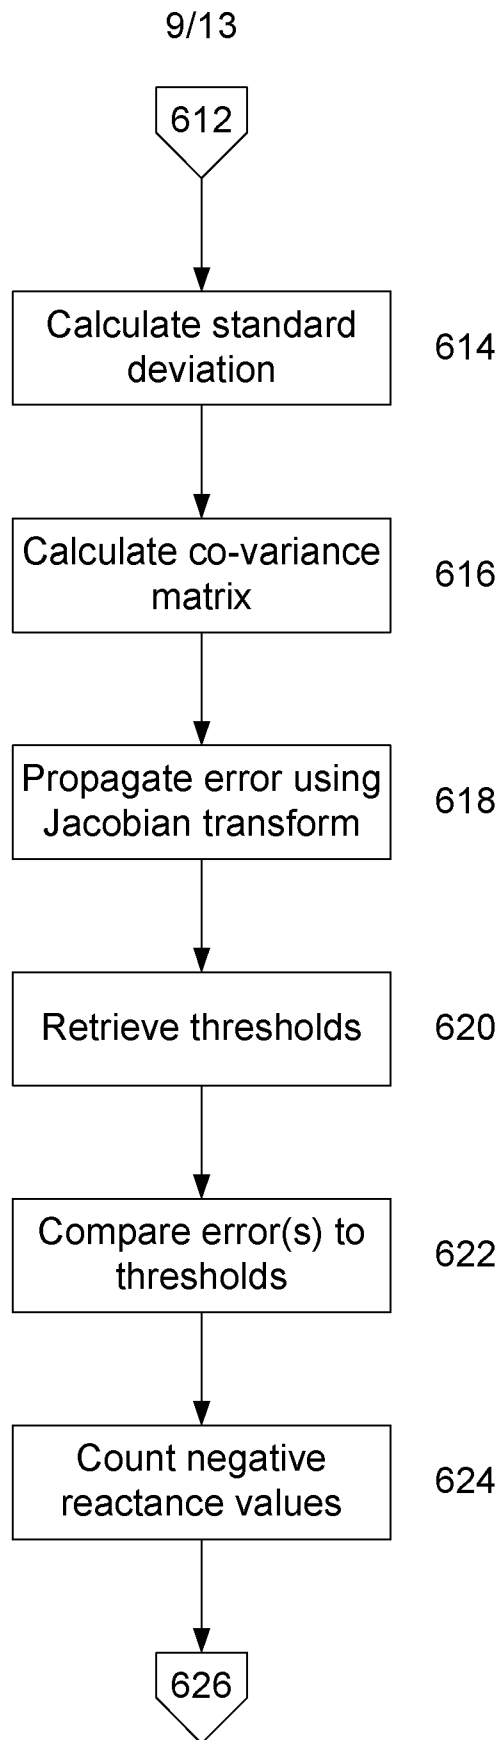 9/13
612
Calculate standard
deviation
614
Calculate co-variance
matrix
616
Propagate error using
Jacobian transform
618
Retrieve thresholds
620
Compare error(s) to
thresholds
622
Count negative
reactance values
624
626